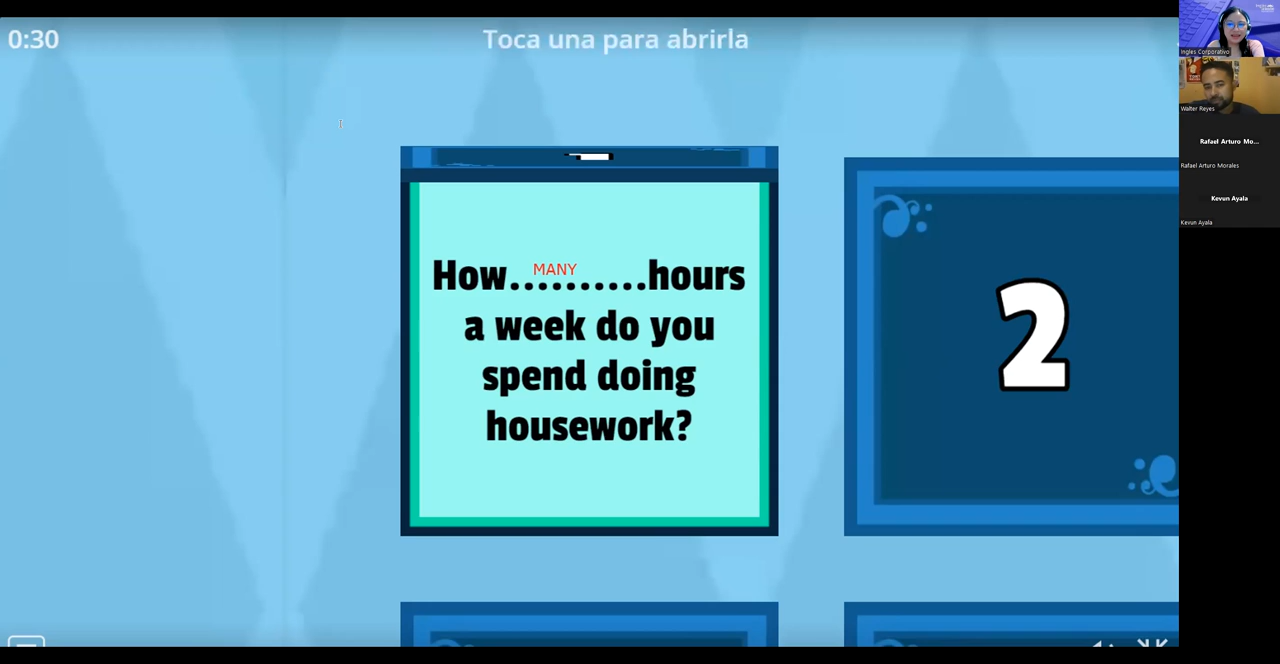 0:30
Toca una para abrirla
How..........hours
MANY
a week do you
spend doing
housework?
2
Ingles Corporativo
Walter Reyes
Rafael Arturo Mo...
Rafael Arturo Morales
Kevun Ayala
Kevun Ayala